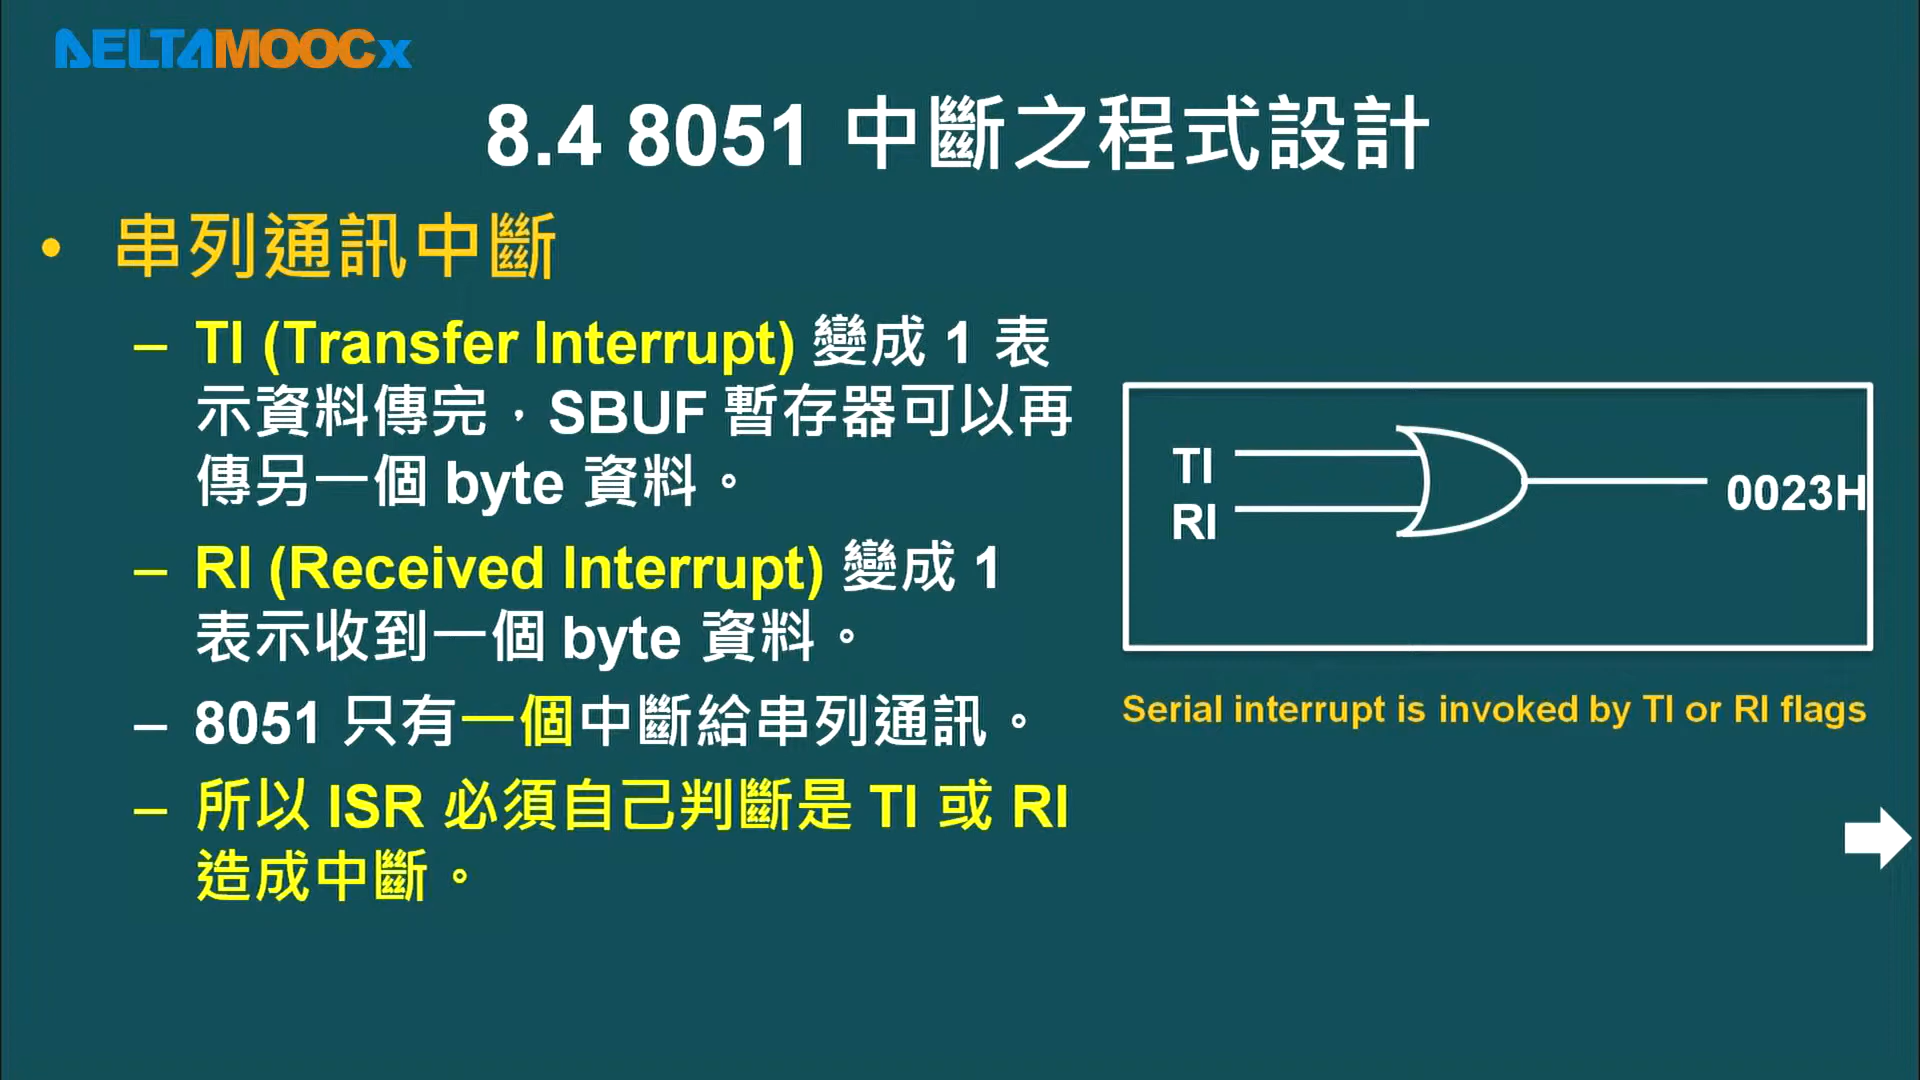 DELTAMOOCx
8.4 8051 中斷之程式設計
• 串列通訊中斷
– TI (Transfer Interrupt) 變成 1 表
示資料傳完，SBUF 暫存器可以再
傳另一個 byte 資料。
– RI (Received Interrupt) 變成 1
表示收到一個 byte 資料。
– 8051 只有一個中斷給串列通訊。
– 所以 ISR 必須自己判斷是 TI 或 RI
造成中斷。
TI
RI
0023H
Serial interrupt is invoked by TI or RI flags